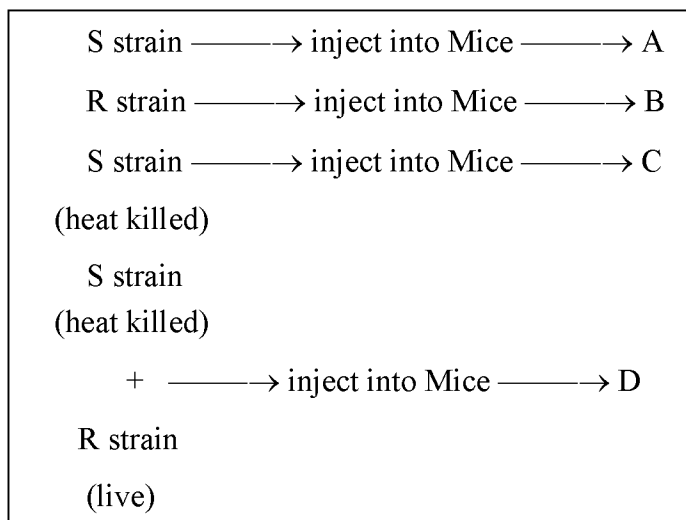 S strain ⟶ inject into Mice ⟶ A
R strain ⟶ inject into Mice ⟶ B
S strain ⟶ inject into Mice ⟶ C
(heat killed)
S strain
(heat killed)
+ ⟶ inject into Mice ⟶ D
R strain
(live)